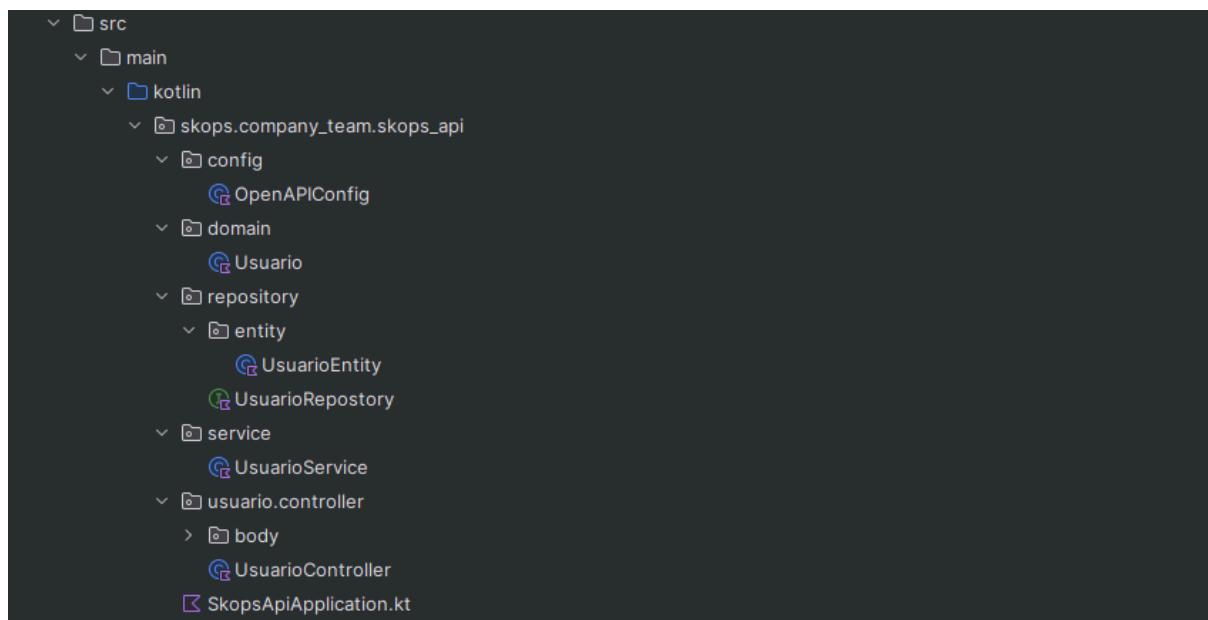 src
main
kotlin
skops.company_team.skops_api
config
OpenAPIConfig
domain
Usuario
repository
entity
UsuarioEntity
UsuarioRepostory
service
UsuarioService
usuario.controller
body
UsuarioController
SkopsApiApplication.kt